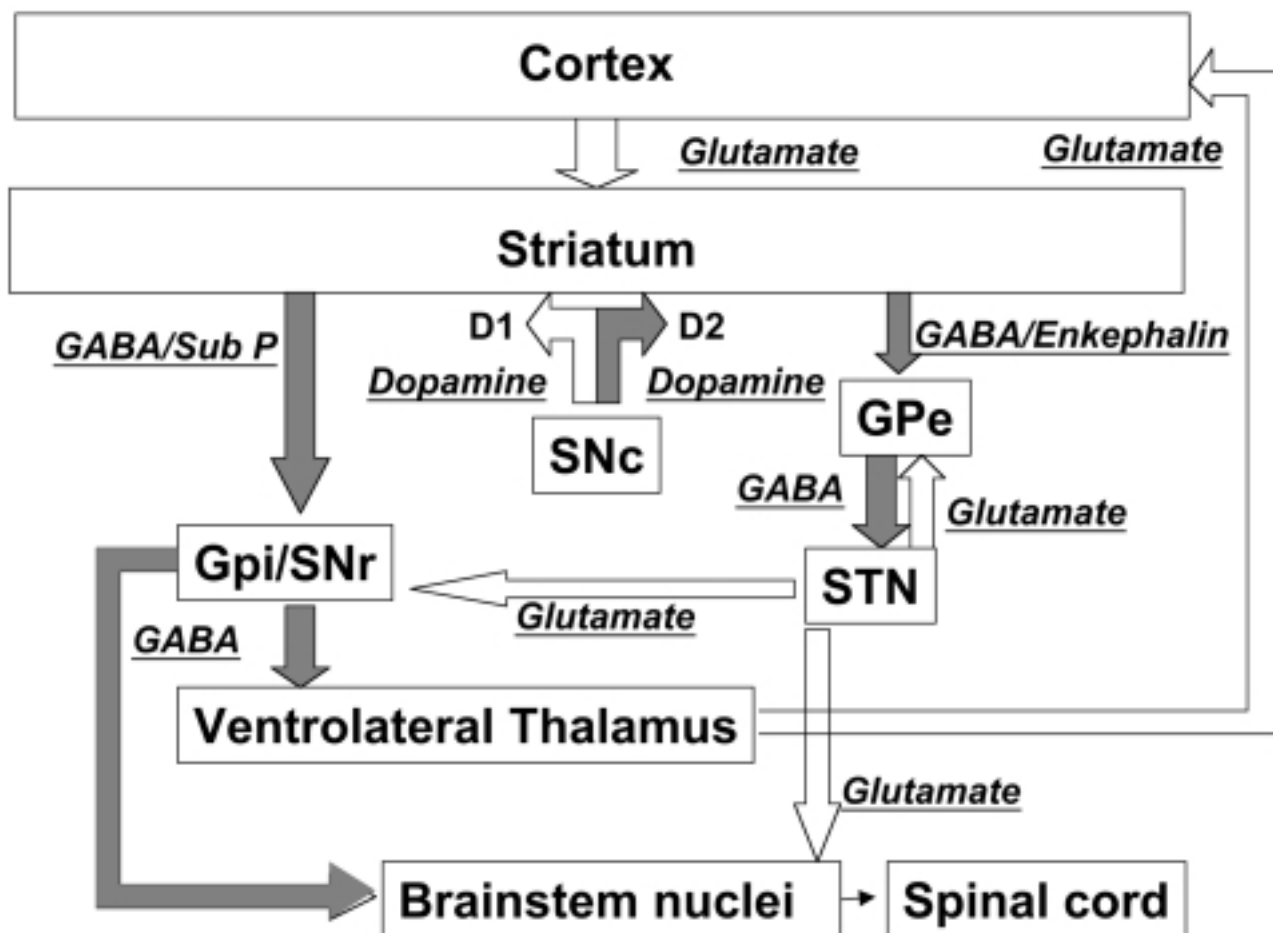 Cortex
Glutamate
Glutamate
Striatum
D1
D2
GABA/Sub P
GABA/Enkephalin
Dopamine
Dopamine
GPe
SNc
GABA
Glutamate
Gpi/SNr
STN
Glutamate
GABA
Ventrolateral Thalamus
Glutamate
Brainstem nuclei
Spinal cord